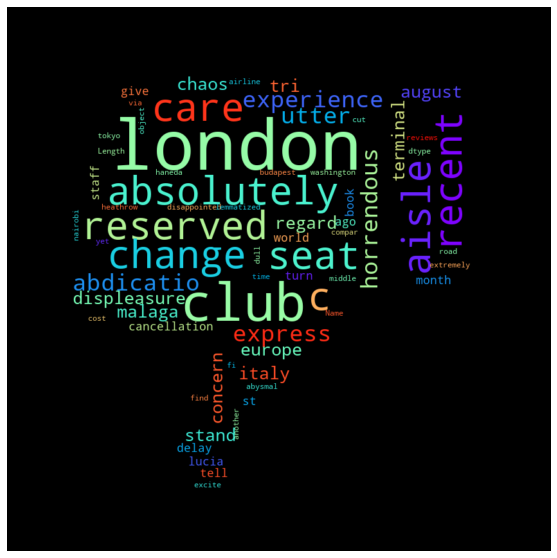 airline
give
chaos
tri
august
via
care
experience
reviews
object
utter
cut
terminal
recent
london
tokyo
Length
dtype
haneda
budapest
washington
staff
absolutely
horrendous
aisle
book
heathrow
disappointed
lemmatized
reserved
regard
ago
nairobi
yet
world
compar
road
change
dull
seat
extremely
abdicatio
time
middle
month
turn
displeasure
club
c
malaga
Name
cost
cancellation
express
europe
fi
concern
italy
abysmal
find
st
another
stand
delay
lucia
tell
excite